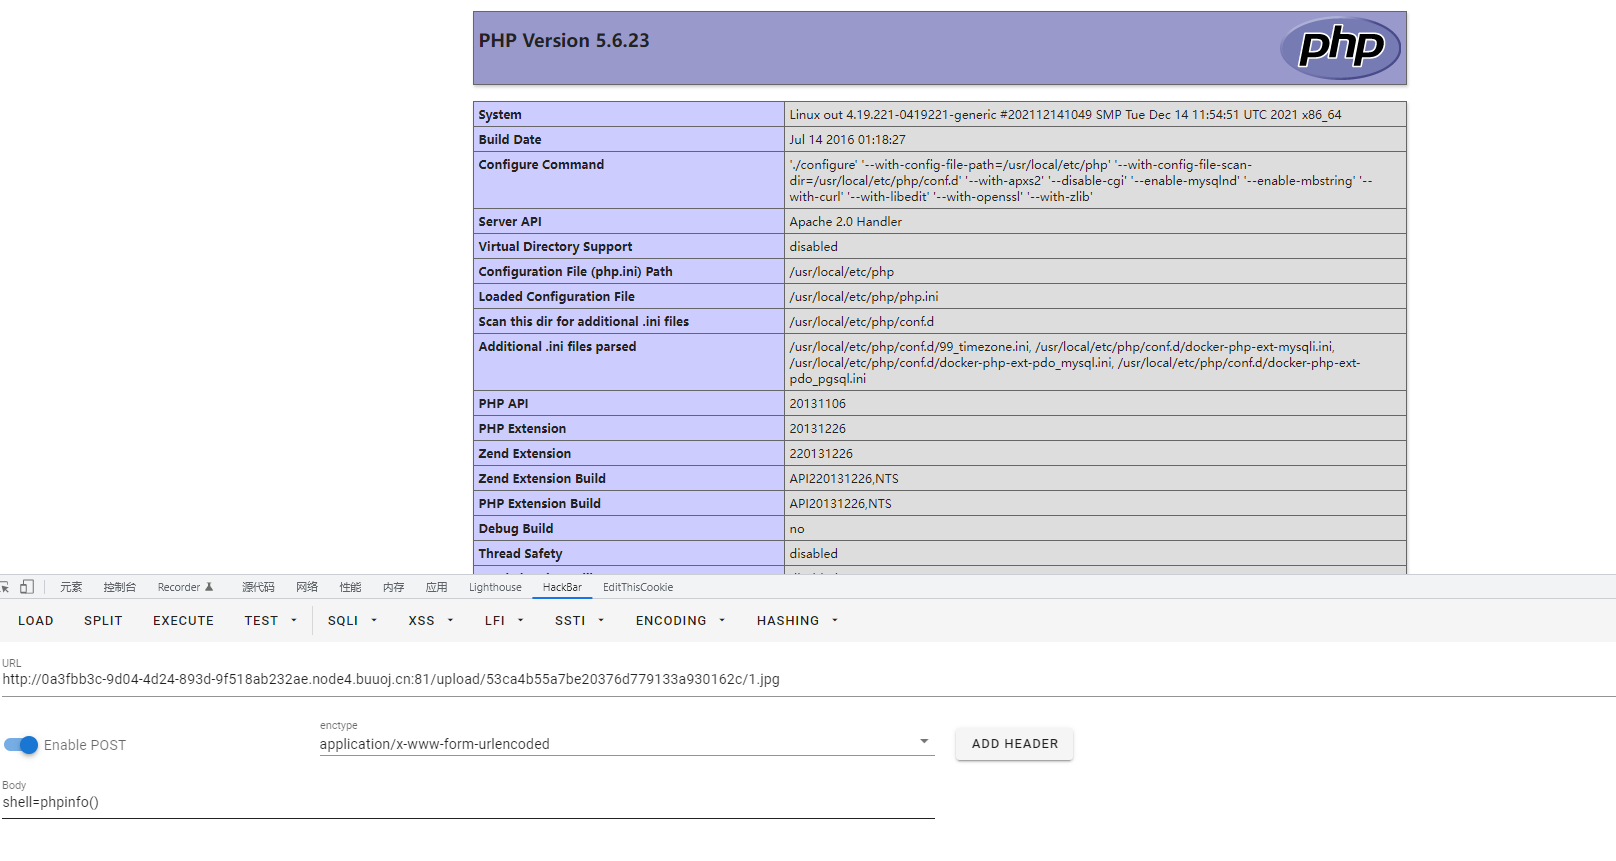 PHP Version 5.6.23
php
System Linux out 4.19.221-0419221-generic #202112141049 SMP Tue Dec 14 11:54:51 UTC 2021 x86_64
Build Date Jul 14 2016 01:18:27
Configure Command './configure' '--with-config-file-path=/usr/local/etc/php' '--with-config-file-scan-
dir=/usr/local/etc/php/conf.d' '--with-apxs2' '--disable-cgi' '--enable-mysqlnd' '--enable-mbstring' '--
with-curl' '--with-libedit' '--with-openssl' '--with-zlib'
Server API Apache 2.0 Handler
Virtual Directory Support disabled
Configuration File (php.ini) Path /usr/local/etc/php
Loaded Configuration File /usr/local/etc/php/php.ini
Scan this dir for additional .ini files /usr/local/etc/php/conf.d
Additional .ini files parsed /usr/local/etc/php/conf.d/99_timezone.ini, /usr/local/etc/php/conf.d/docker-php-ext-mysqli.ini,
/usr/local/etc/php/conf.d/docker-php-ext-pdo_mysql.ini, /usr/local/etc/php/conf.d/docker-php-ext-
pdo_pgsql.ini
PHP API 20131106
PHP Extension 20131226
Zend Extension 220131226
Zend Extension Build API220131226,NTS
PHP Extension Build API20131226,NTS
Debug Build no
Thread Safety disabled
元素 控制台 Recorder 源代码 网络 性能 内存 应用 Lighthouse HackBar EditThisCookie
LOAD SPLIT EXECUTE TEST SQLI XSS LFI SSTI ENCODING HASHING
URL
http://0a3fbb3c-9d04-4d24-893d-9f518ab232ae.node4.buuoj.cn:81/upload/53ca4b55a7be20376d779133a930162c/1.jpg
enctype
Enable POST application/x-www-form-urlencoded ADD HEADER
Body
shell=phpinfo()